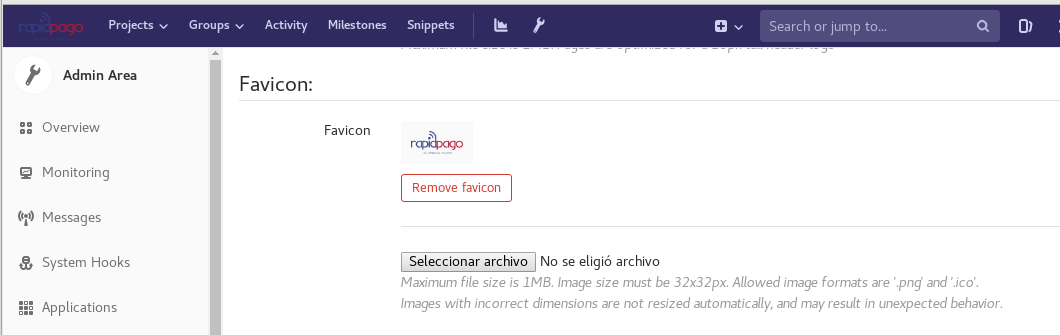 rapidpago Projects Groups Activity Milestones Snippets Search or jump to...
Admin Area
Favicon:
Favicon
rapidpago
Remove favicon
Overview
Monitoring
Messages
System Hooks
Applications
Seleccionar archivo No se eligió archivo
Maximum file size is 1MB. Image size must be 32x32px. Allowed image formats are '.png' and '.ico'.
Images with incorrect dimensions are not resized automatically, and may result in unexpected behavior.